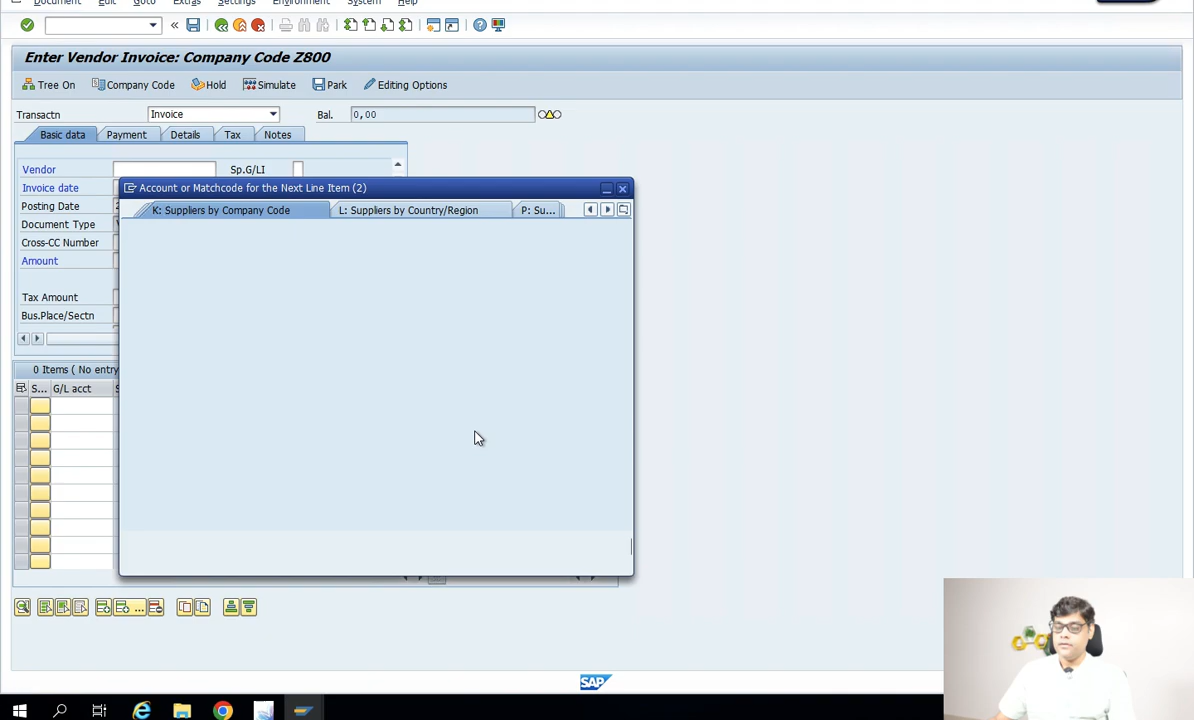 Document Edit Goto Extras Settings Environment System Help
Enter Vendor Invoice: Company Code Z800
Tree On Company Code Hold Simulate Park Editing Options
Transactn Invoice Bal. 0,00
Basic data Payment Details Tax Notes
Vendor Sp.G/LI
Invoice date
Posting Date
Document Type
Cross-CC Number
Amount
Tax Amount
Bus.Place/Sectn
Account or Matchcode for the Next Line Item (2)
K: Suppliers by Company Code L: Suppliers by Country/Region P: Su...
0 Items ( No entry
S... G/L acct
...
SAP